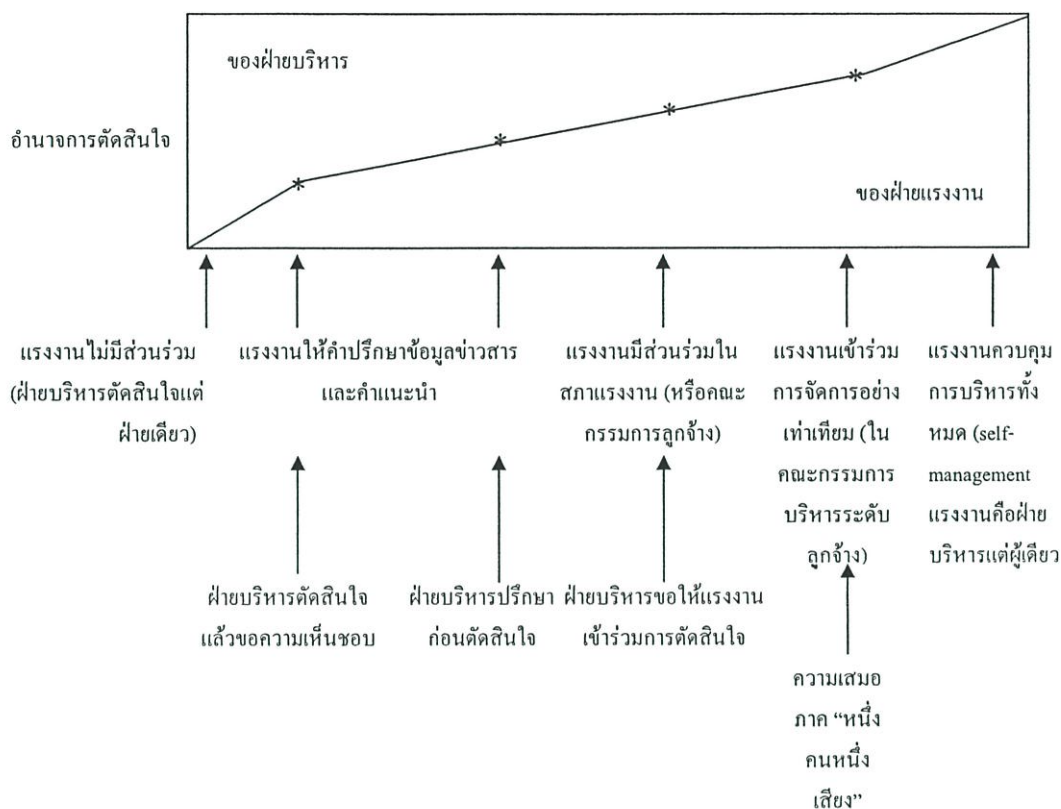 ของฝ่ายบริหาร
อำนาจการตัดสินใจ
ของฝ่ายแรงงาน
แรงงานไม่มีส่วนร่วม
(ฝ่ายบริหารตัดสินใจแต่
ฝ่ายเดียว)
แรงงานให้คำปรึกษาข้อมูลข่าวสาร
และคำแนะนำ
แรงงานมีส่วนร่วมใน
สภาแรงงาน (หรือคณะ
กรรมการลูกจ้าง)
แรงงานเข้าร่วม
การจัดการอย่าง
เท่าเทียม (ใน
คณะกรรมการ
บริหารระดับ
ลูกจ้าง)
แรงงานควบคุม
การบริหารทั้ง
หมด (self-
management
แรงงานคือฝ่าย
บริหารแต่ผู้เดียว
ฝ่ายบริหารตัดสินใจ
แล้วขอความเห็นชอบ
ฝ่ายบริหารปรึกษา
ก่อนตัดสินใจ
ฝ่ายบริหารขอให้แรงงาน
เข้าร่วมการตัดสินใจ
ความเสมอ
ภาค “หนึ่ง
คนหนึ่ง
เสียง”